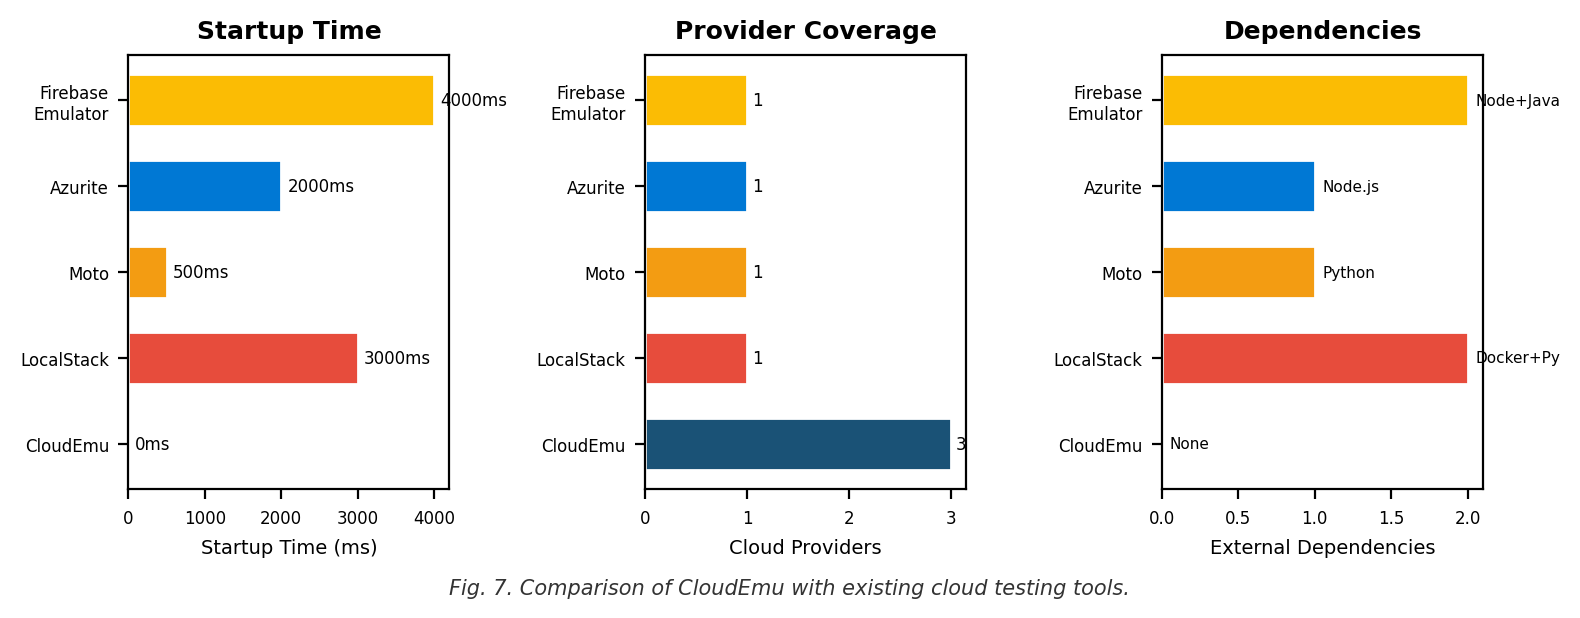 Startup Time
Firebase
Emulator
4000ms
Azurite
2000ms
Moto
500ms
LocalStack
3000ms
CloudEmu
0ms
0 1000 2000 3000 4000
Startup Time (ms)
Provider Coverage
Firebase
Emulator
1
Azurite
1
Moto
1
LocalStack
1
CloudEmu
3
0 1 2 3
Cloud Providers
Dependencies
Firebase
Emulator
Node+Java
Azurite
Node.js
Moto
Python
LocalStack
Docker+Py
CloudEmu
None
0.0 0.5 1.0 1.5 2.0
External Dependencies
Fig. 7. Comparison of CloudEmu with existing cloud testing tools.